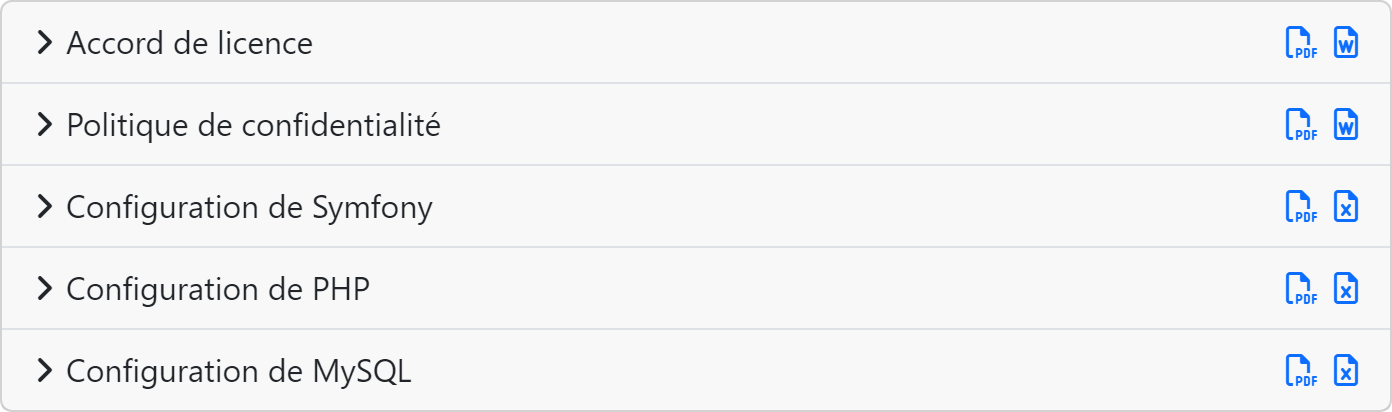 Accord de licence PDF W
Politique de confidentialité PDF W
Configuration de Symfony PDF X
Configuration de PHP PDF X
Configuration de MySQL PDF X